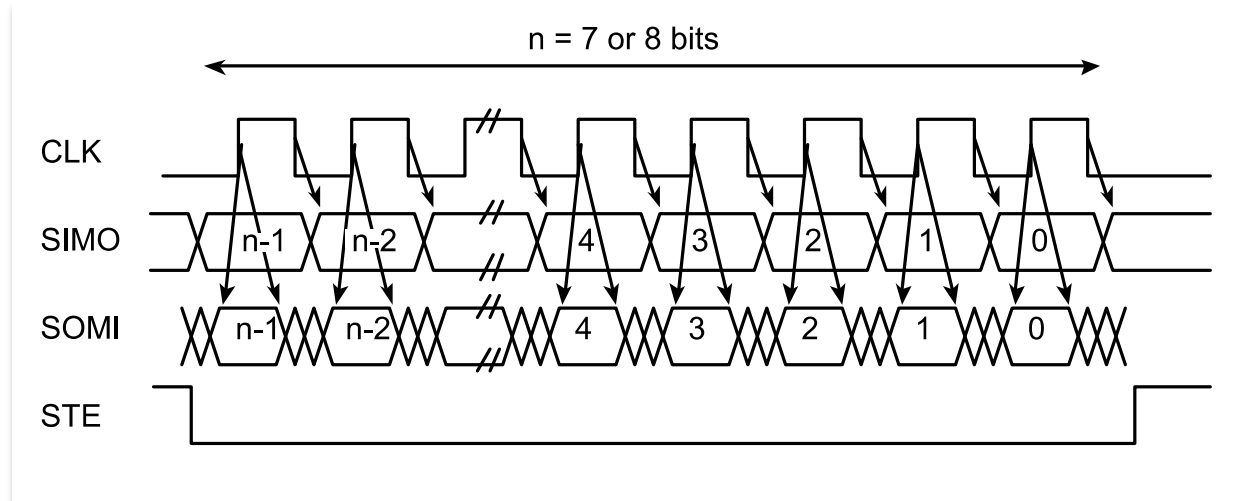 n = 7 or 8 bits
CLK
SIMO n-1 n-2 4 3 2 1 0
SOMI n-1 n-2 4 3 2 1 0
STE